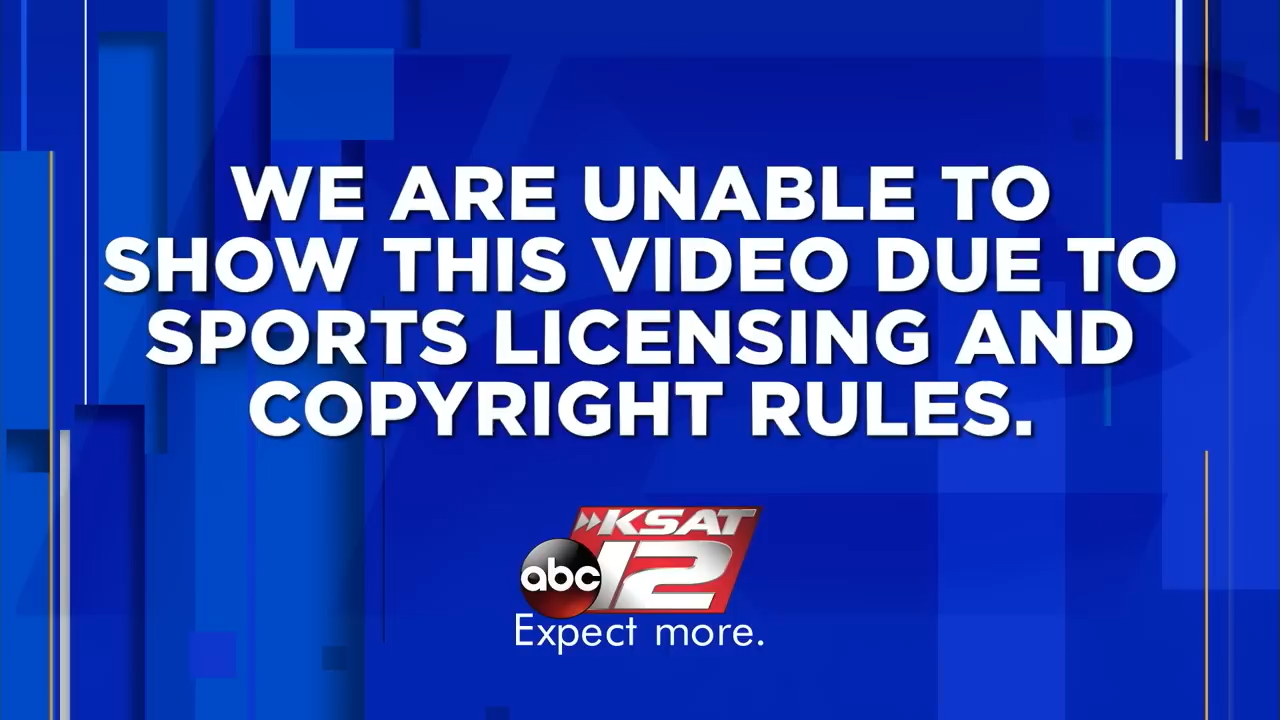 WE ARE UNABLE TO
SHOW THIS VIDEO DUE TO
SPORTS LICENSING AND
COPYRIGHT RULES.
KSAT
abc 12
Expect more.